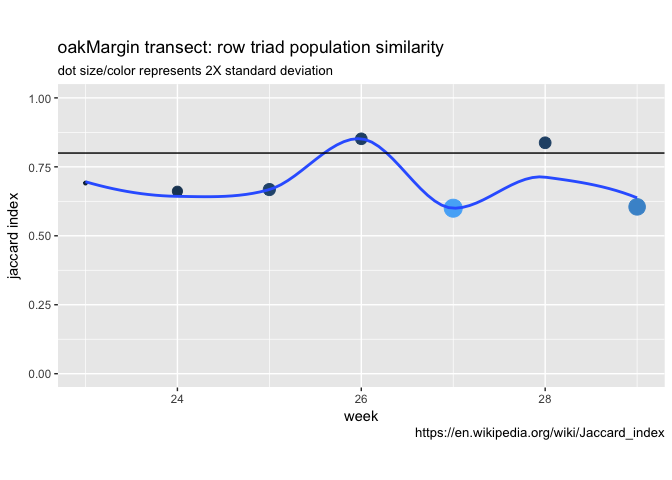 oakMargin transect: row triad population similarity
dot size/color represents 2X standard deviation
1.00
0.75
0.50
0.25
0.00
jaccard index
24
26
28
week
https://en.wikipedia.org/wiki/Jaccard_index